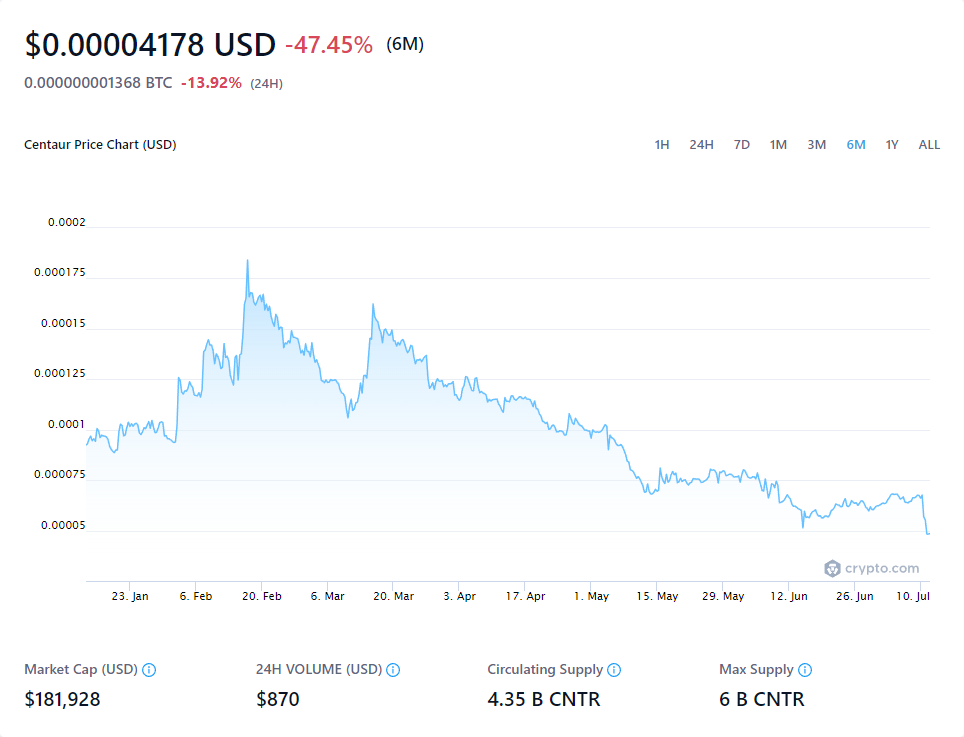 $0.00004178 USD -47.45% (6M)
0.000000001368 BTC -13.92% (24H)
Centaur Price Chart (USD) 1H 24H 7D 1M 3M 6M 1Y ALL
0.0002
0.000175
0.00015
0.000125
0.0001
0.000075
0.00005
crypto.com
23. Jan 6. Feb 20. Feb 6. Mar 20. Mar 3. Apr 17. Apr 1. May 15. May 29. May 12. Jun 26. Jun 10. Jul
Market Cap (USD) 24H VOLUME (USD) Circulating Supply Max Supply
$181,928 $870 4.35 B CNTR 6 B CNTR